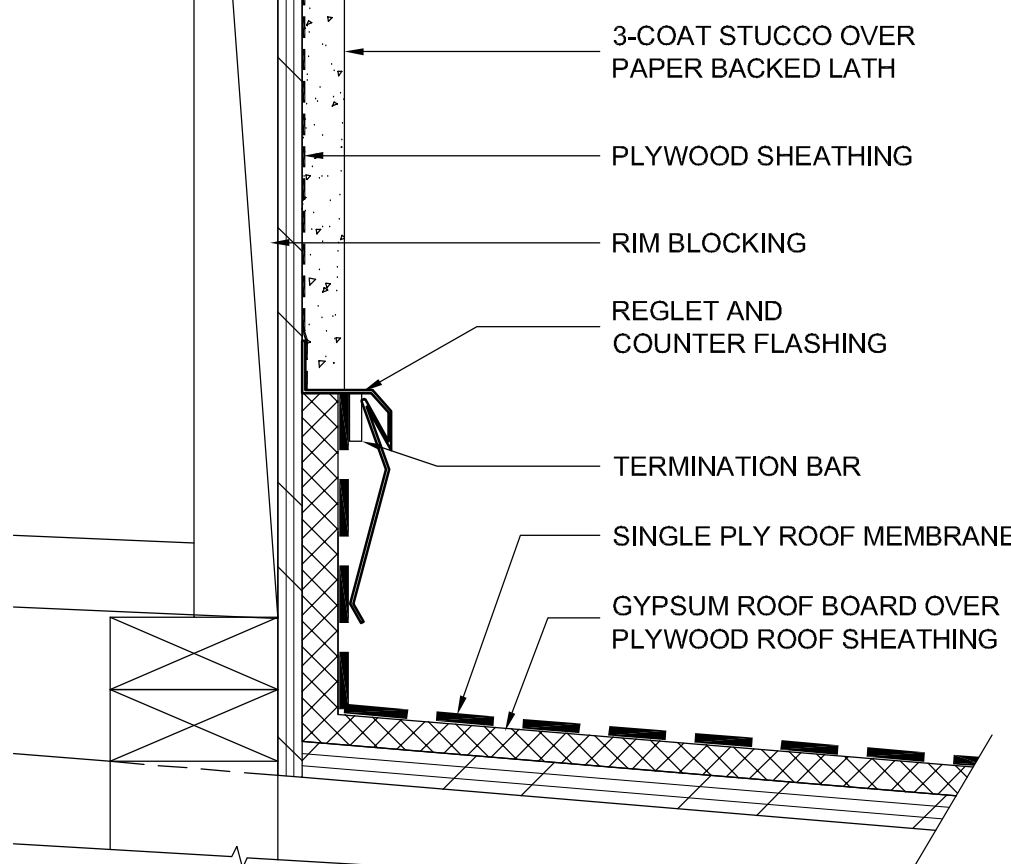 3-COAT STUCCO OVER
PAPER BACKED LATH
PLYWOOD SHEATHING
RIM BLOCKING
REGLET AND
COUNTER FLASHING
TERMINATION BAR
SINGLE PLY ROOF MEMBRANE
GYPSUM ROOF BOARD OVER
PLYWOOD ROOF SHEATHING